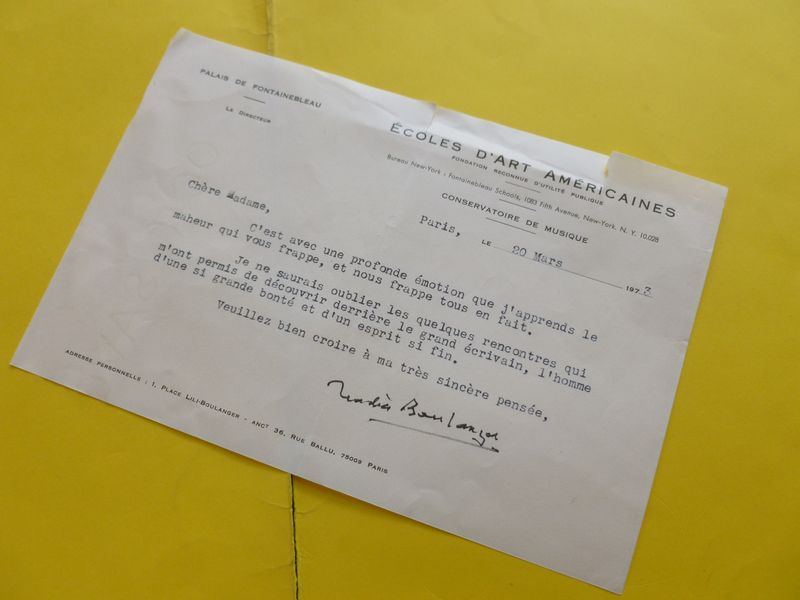 PALAIS DE FONTAINEBLEAU
LE DIRECTEUR
ÉCOLES D'ART AMÉRICAINES
FONDATION RECONNUE D'UTILITÉ PUBLIQUE
Bureau New-York : Fontainebleau Schools, 1083 Fifth Avenue, New-York, N. Y. 10.028
CONSERVATOIRE DE MUSIQUE
Paris, LE 20 Mars 1973
Chère Madame,
C'est avec une profonde émotion que j'apprends le
maheur qui vous frappe, et nous frappe tous en fait.
Je ne saurais oublier les quelques rencontres qui
m'ont permis de découvrir derrière le grand écrivain, l'homme
d'une si grande bonté et d'un esprit si fin.
Veuillez bien croire à ma très sincère pensée,
Nadia Boulanger
ADRESSE PERSONNELLE : 1, PLACE LILI-BOULANGER - ANCT 36, RUE BALLU, 75009 PARIS